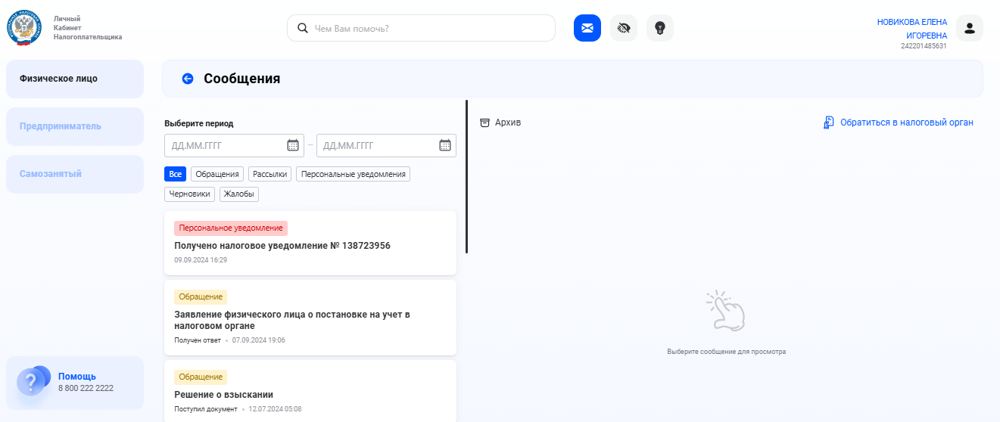 Личный
Кабинет
Налогоплательщика
Чем Вам помочь?
НОВИКОВА ЕЛЕНА
ИГОРЕВНА
242201485631
Физическое лицо
Предприниматель
Самозанятый
Помощь
8 800 222 2222
Сообщения
Выберите период
ДД.ММ.ГГГГ – ДД.ММ.ГГГГ
Все Обращения Рассылки Персональные уведомления
Черновики Жалобы
Персональное уведомление
Получено налоговое уведомление № 138723956
09.09.2024 16:29
Обращение
Заявление физического лица о постановке на учет в
налоговом органе
Получен ответ • 07.09.2024 19:06
Обращение
Решение о взыскании
Поступил документ • 12.07.2024 05:08
Архив
Обратиться в налоговый орган
Выберите сообщение для просмотра